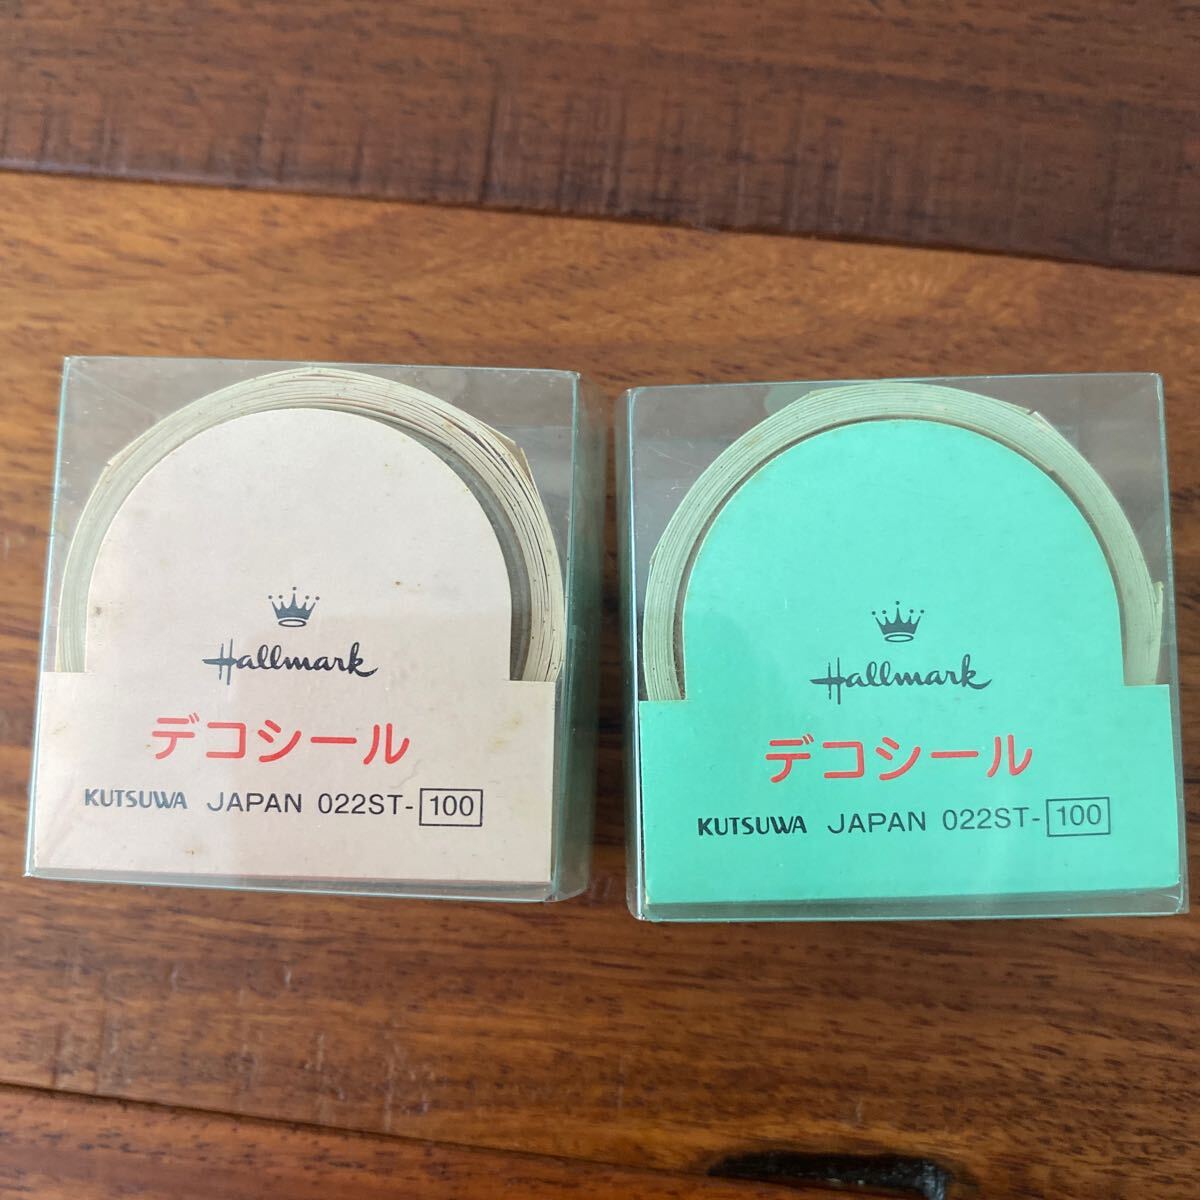 Hallmark
デコシール
KUTSUWA JAPAN 022ST-100
Hallmark
デコシール
KUTSUWA JAPAN 022ST-100